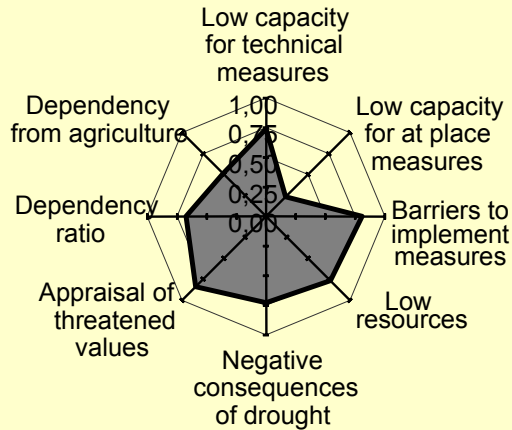 Low capacity
for technical
measures
1,00
0,75
0,50
0,25
0,00
Low capacity
for at place
measures
Barriers to
implement
measures
Low
resources
Negative
consequences
of drought
Appraisal of
threatened
values
Dependency
ratio
Dependency
from agriculture